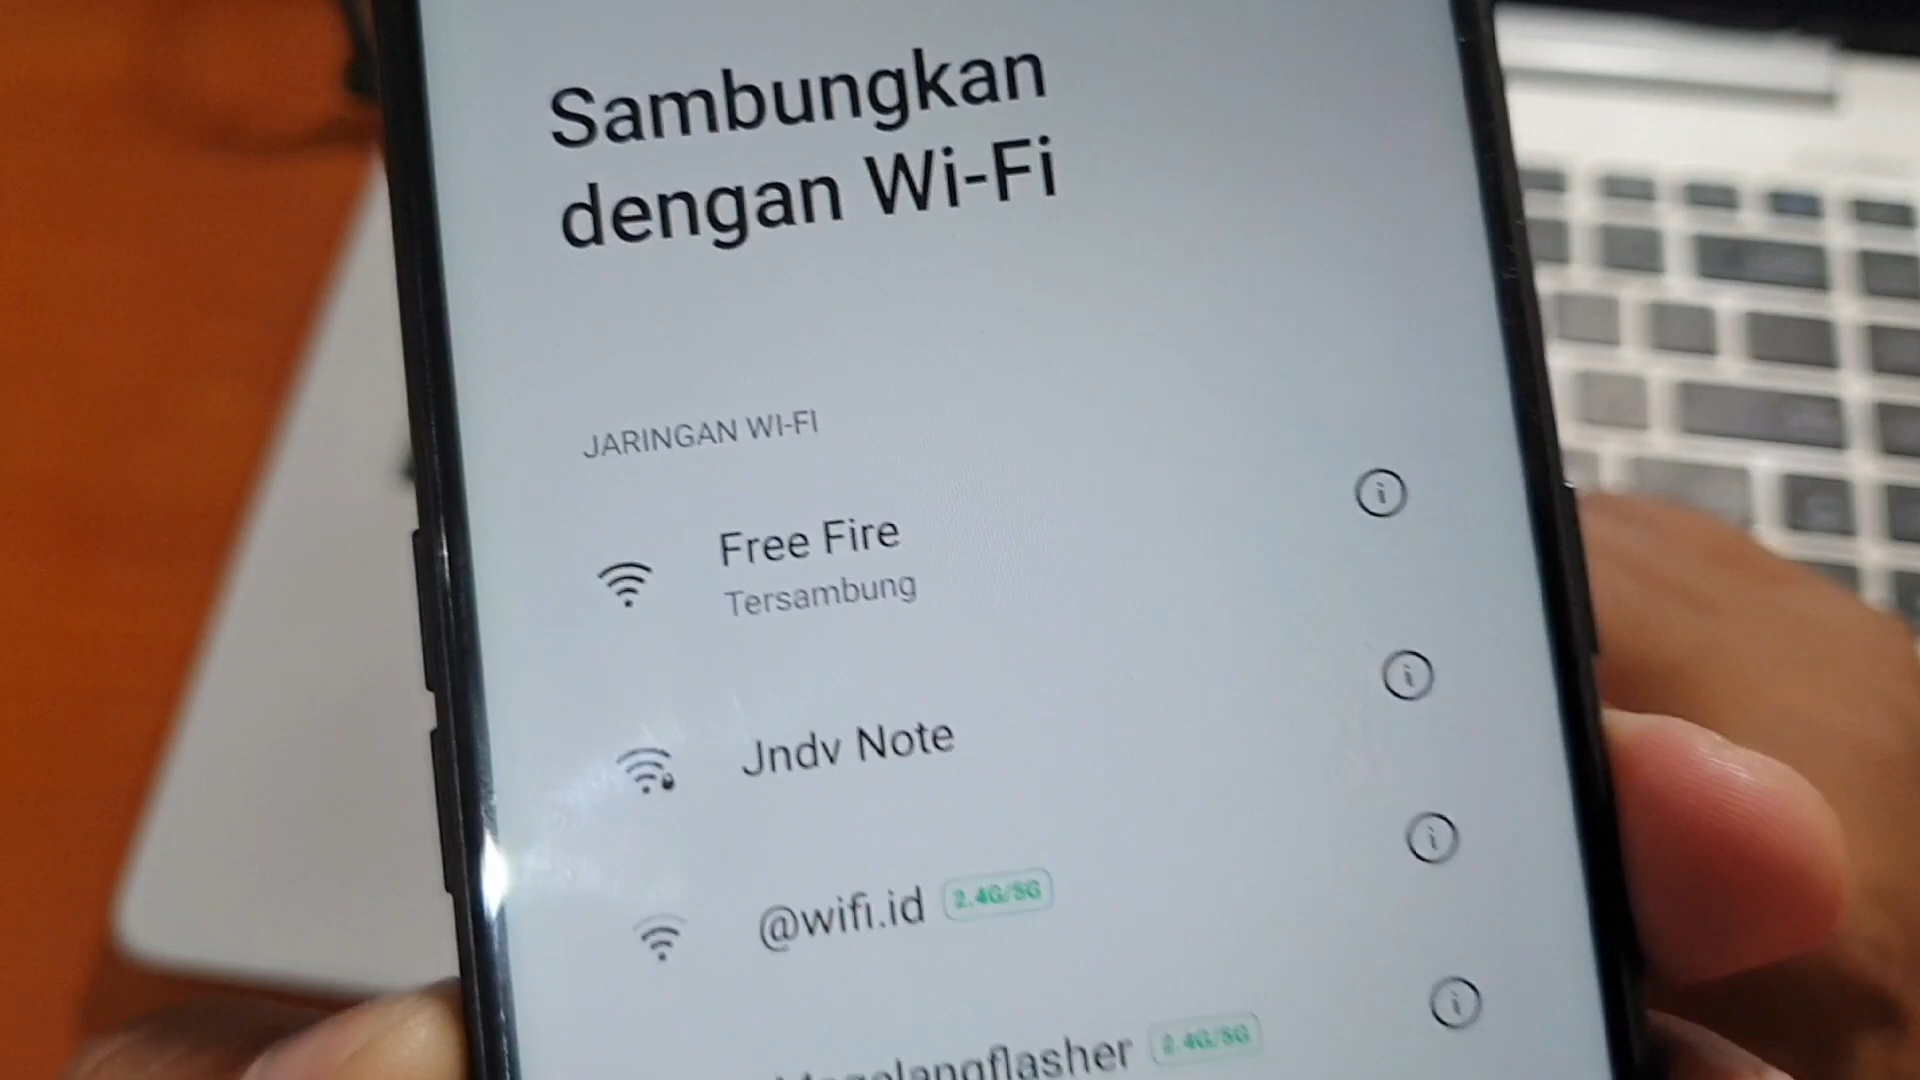 Sambungkan
dengan Wi-Fi
JARINGAN WI-FI
Free Fire
Tersambung
Jndv Note
@wifi.id 2.4G/5G
2.4G/5G